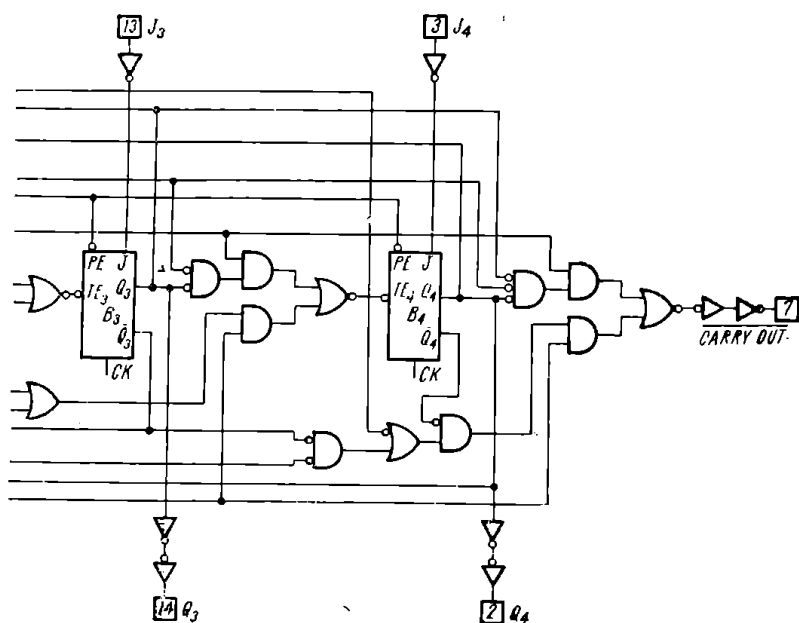 13 J₃
3 J₄
PE J
TE₃ Q₃
B₃
Q̄₃
CK
PE J
TE₄ Q₄
B₄
Q̄₄
CK
7
CARRY OUT
14 Q₃
2 Q₄